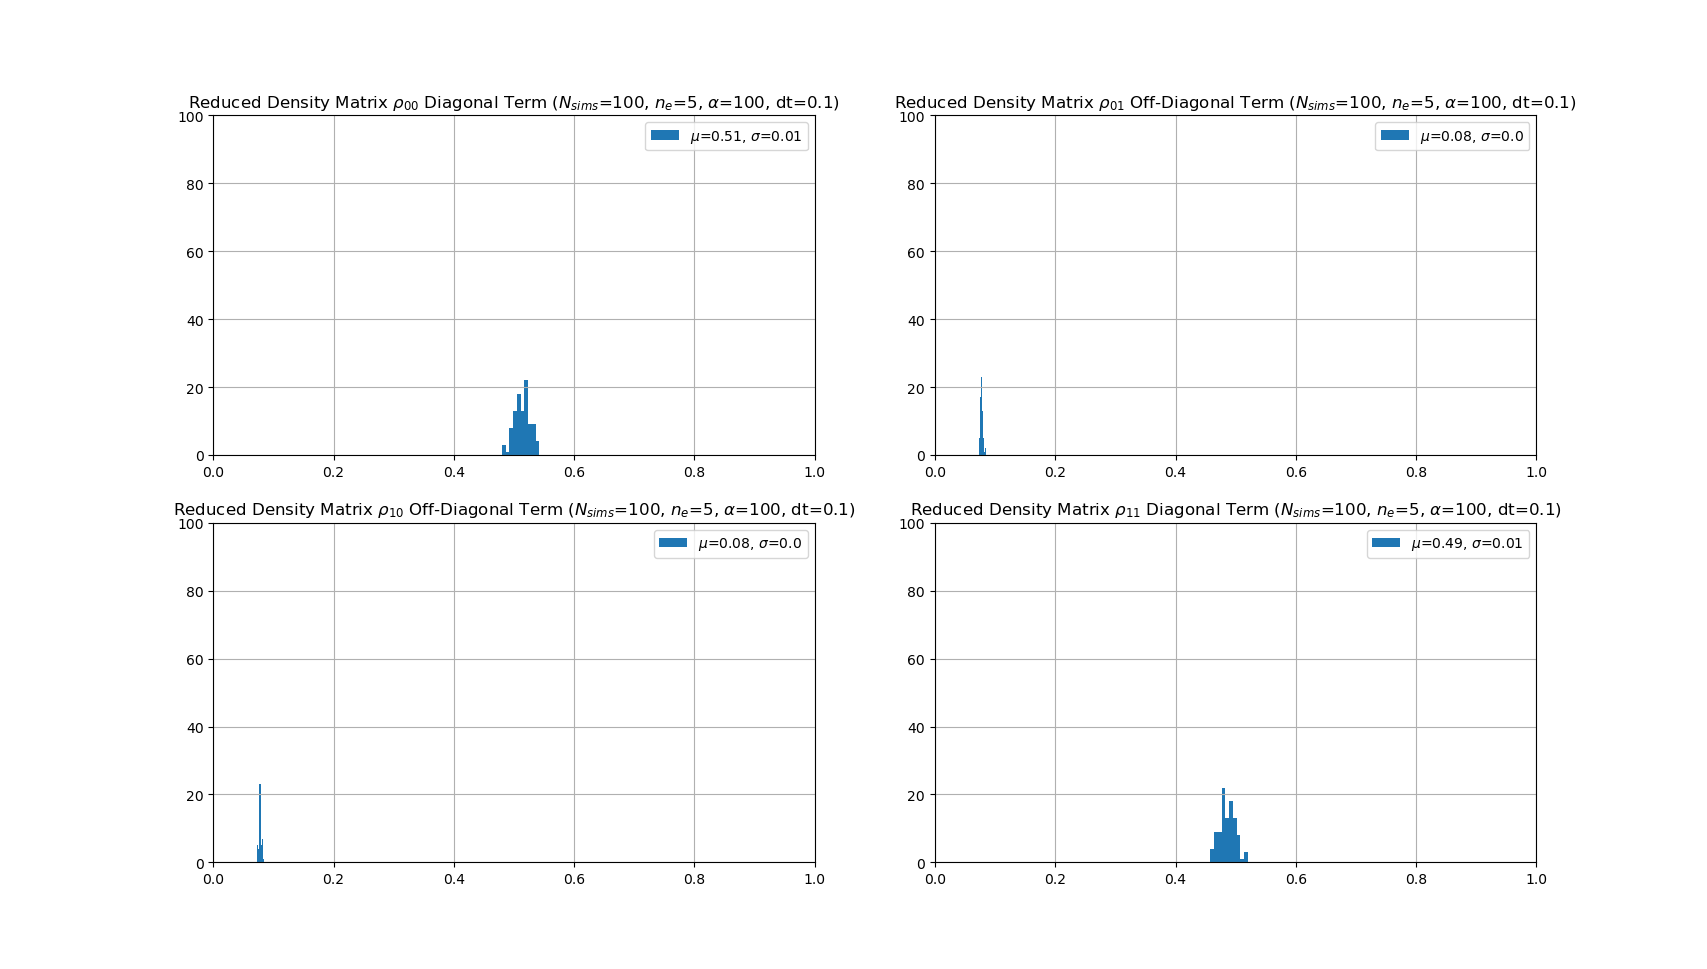 Reduced Density Matrix ρ00 Diagonal Term (Nsims=100, ne=5, α=100, dt=0.1)
100
80
60
40
20
0
0.0 0.2 0.4 0.6 0.8 1.0
μ=0.51, σ=0.01
Reduced Density Matrix ρ01 Off-Diagonal Term (Nsims=100, ne=5, α=100, dt=0.1)
100
80
60
40
20
0
0.0 0.2 0.4 0.6 0.8 1.0
μ=0.08, σ=0.0
Reduced Density Matrix ρ10 Off-Diagonal Term (Nsims=100, ne=5, α=100, dt=0.1)
100
80
60
40
20
0
0.0 0.2 0.4 0.6 0.8 1.0
μ=0.08, σ=0.0
Reduced Density Matrix ρ11 Diagonal Term (Nsims=100, ne=5, α=100, dt=0.1)
100
80
60
40
20
0
0.0 0.2 0.4 0.6 0.8 1.0
μ=0.49, σ=0.01